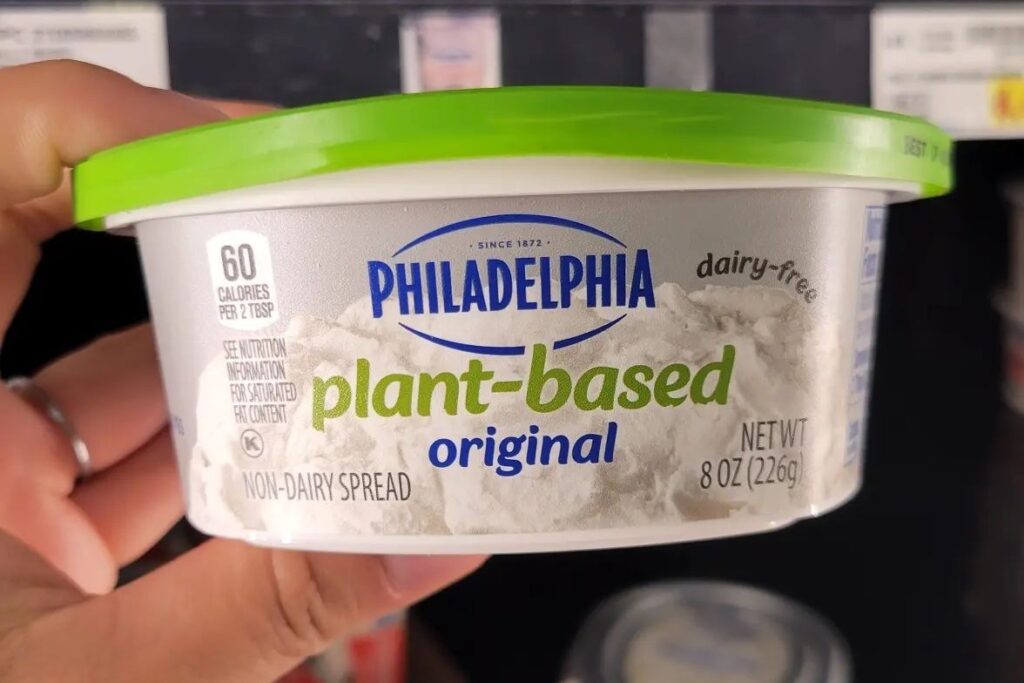 BEST
60
CALORIES
PER 2 TBSP
SEE NUTRITION
INFORMATION
FOR SATURATED
FAT CONTENT
K
NON-DAIRY SPREAD
· SINCE 1872 ·
PHILADELPHIA
dairy-free
plant-based
original
NET WT
8 OZ (226g)